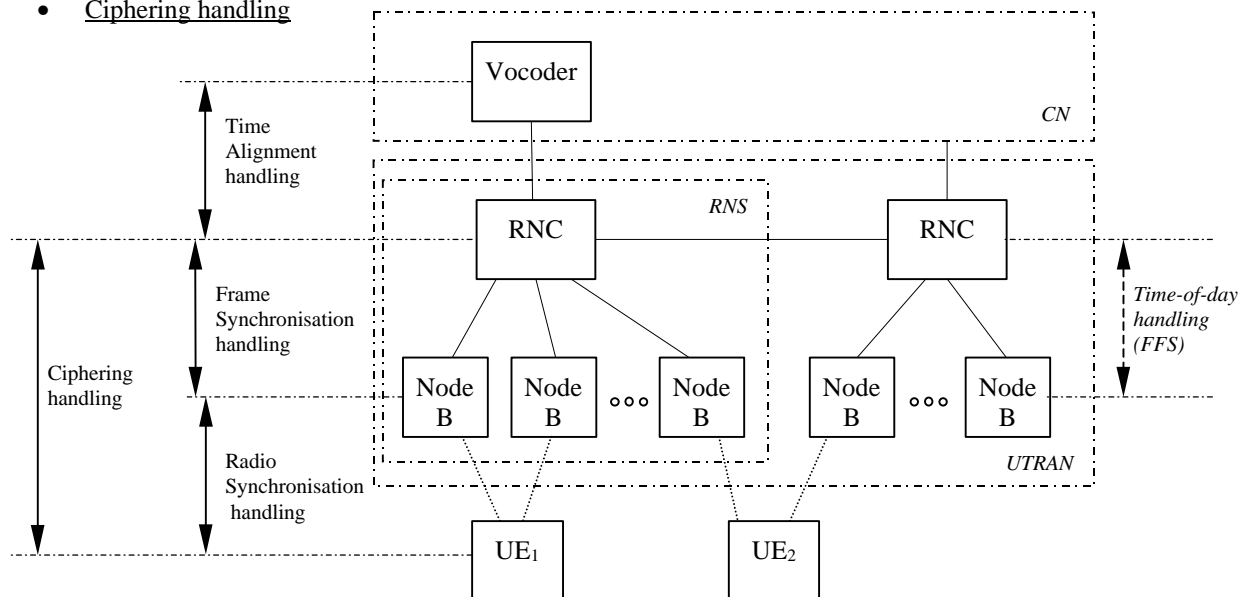 • Ciphering handling
Vocoder
CN
Time
Alignment
handling
RNS
RNC
RNC
Frame
Synchronisation
handling
Time-of-day
handling
(FFS)
Ciphering
handling
Node
B
Node
B
Node
B
Node
B
Node
B
Radio
Synchronisation
handling
UTRAN
UE1
UE2